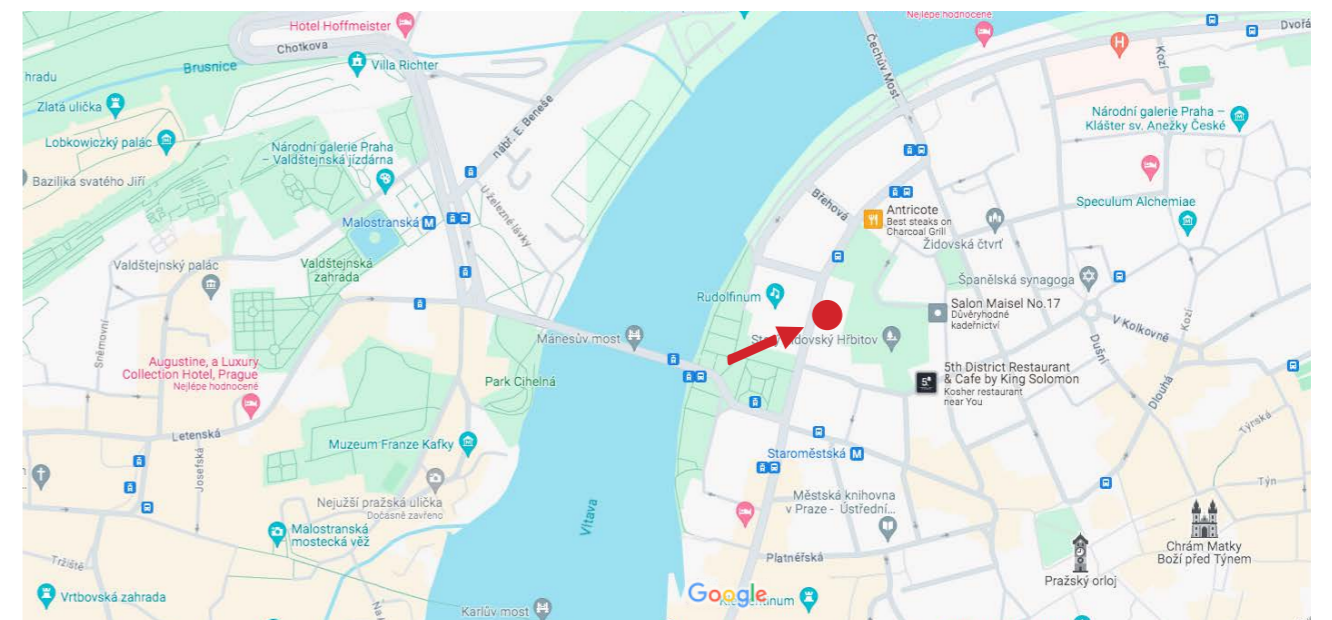 Hotel Hoffmeister
Nejlépe hodnocené
Dvořá
Chotkova
Čechův Most
Villa Richter
Brusnice
hradu
Kozí
Zlatá ulička
nábř. E. Beneše
Národní galerie Praha –
Klášter sv. Anežky České
Lobkowiczký palác
Národní galerie Praha
– Valdštejnská jízdárna
Bazilika svatého Jiří
U železné lávky
Břehová
Speculum Alchemiae
Antricote
Best steaks on
Charcoal Grill
Malostranská M
Židovská čtvrť
Valdštejnský palác
Valdštejnská
zahrada
Španělská synagoga
Rudolfinum
Salon Maisel No.17
Důvěryhodné
kadeřnictví
V Kolkovně
Kozí
Sněmovní
Mánesův most
Židovský Hřbitov
Dušní
Augustine, a Luxury
Collection Hotel, Prague
Nejlépe hodnocené
5th District Restaurant
& Cafe by King Solomon
Kosher restaurant
near You
Park Cihelná
Dlouhá
Týnská
Letenská
Muzeum Franze Kafky
Josefská
Staroměstská M
Týn
Nejužší pražská ulička
Dočasně zavřeno
Městská knihovna
v Praze - Ústřední...
Vltava
Malostranská
mostecká věž
Chrám Matky
Boží před Týnem
Platnéřská
Tržiště
Pražský orloj
Vrtbovská zahrada
Google
Karlův most